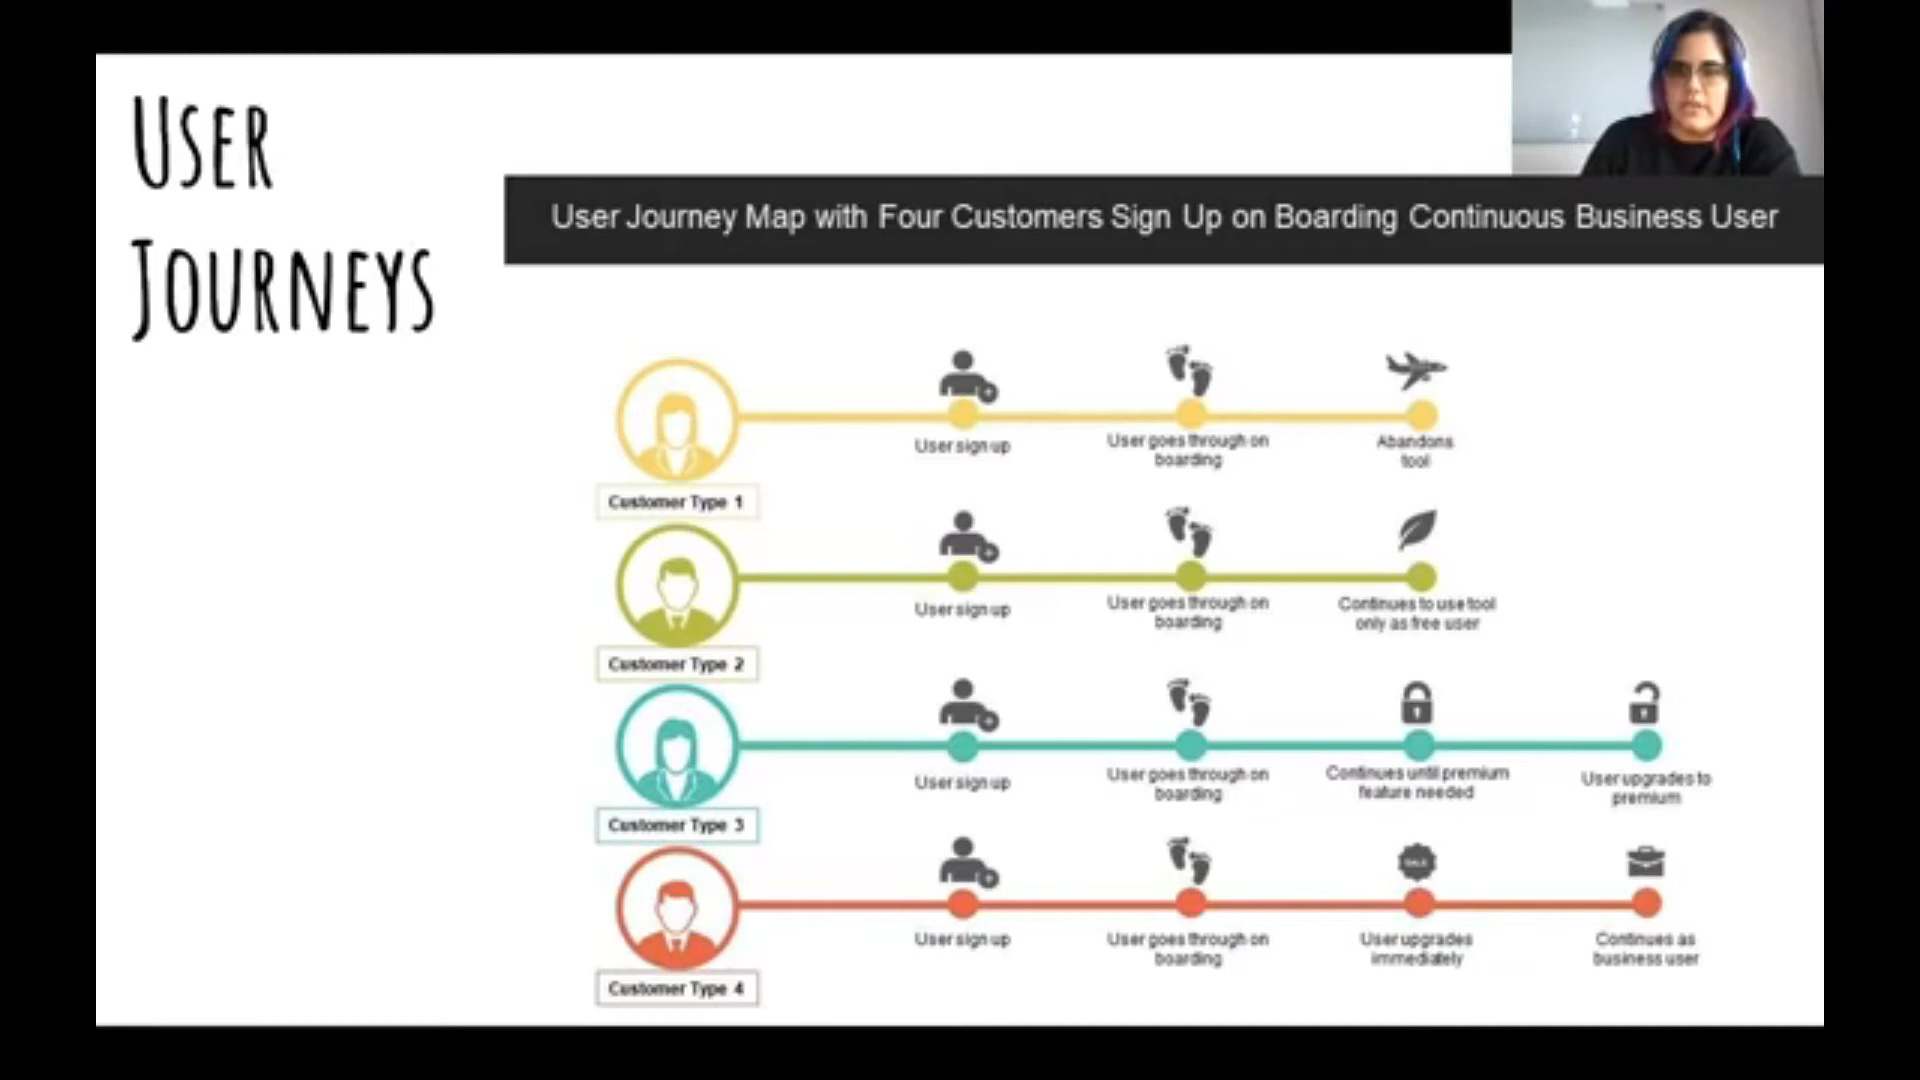 User
Journeys
User Journey Map with Four Customers Sign Up on Boarding Continuous Business User
User sign up
User goes through on
boarding
Abandons
tool
Customer Type 1
User sign up
User goes through on
boarding
Continues to use tool
only as free user
Customer Type 2
User sign up
User goes through on
boarding
Continues until premium
feature needed
User upgrades to
premium
Customer Type 3
SALE
User sign up
User goes through on
boarding
User upgrades
immediately
Continues as
business user
Customer Type 4